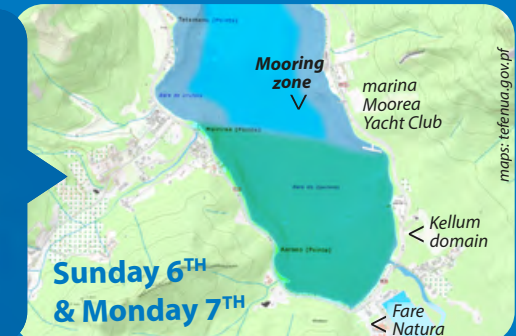 Mooring
zone
marina
Moorea
Yacht Club
maps: tefenua.gov.pf
Kellum
domain
Sunday 6TH
& Monday 7TH
Fare
Natura